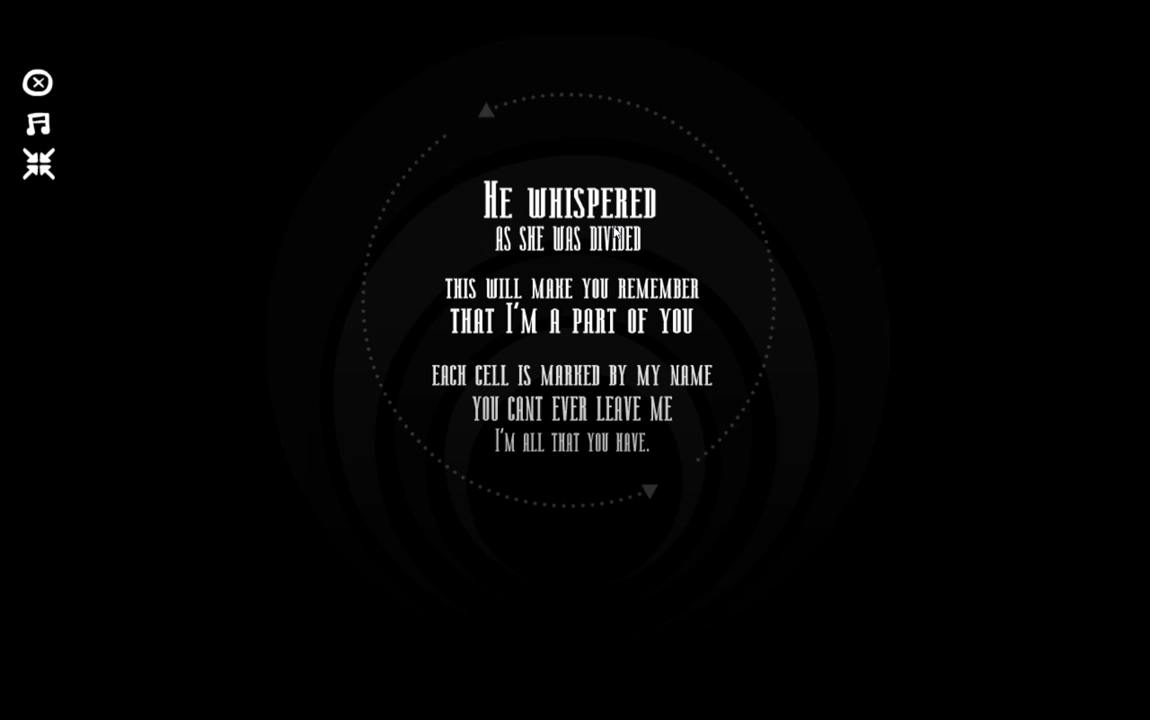 He whispered
as she was divided
this will make you remember
that I'm a part of you
each cell is marked by my name
you cant ever leave me
I'm all that you have.